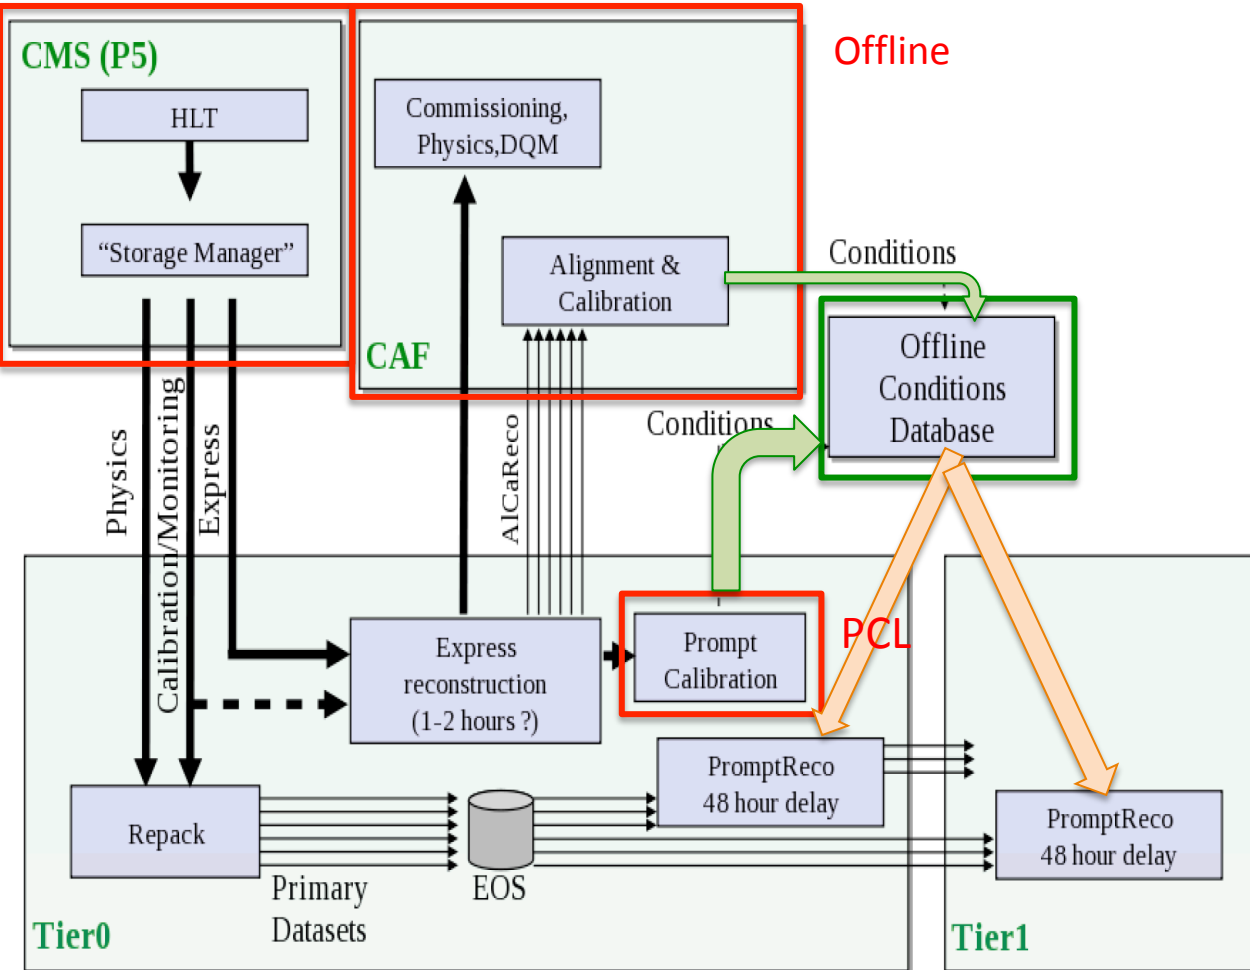 CMS (P5)
HLT
“Storage Manager”
Offline
Commissioning,
Physics,DQM
Alignment &
Calibration
CAF
Conditions
Offline
Conditions
Database
Conditions
Physics
Calibration/Monitoring
Express
AlCaReco
Express
reconstruction
(1-2 hours ?)
Prompt
Calibration
PCL
PromptReco
48 hour delay
Repack
Primary
Datasets
EOS
Tier0
PromptReco
48 hour delay
Tier1